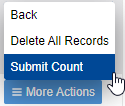 Back
Delete All Records
Submit Count
More Actions